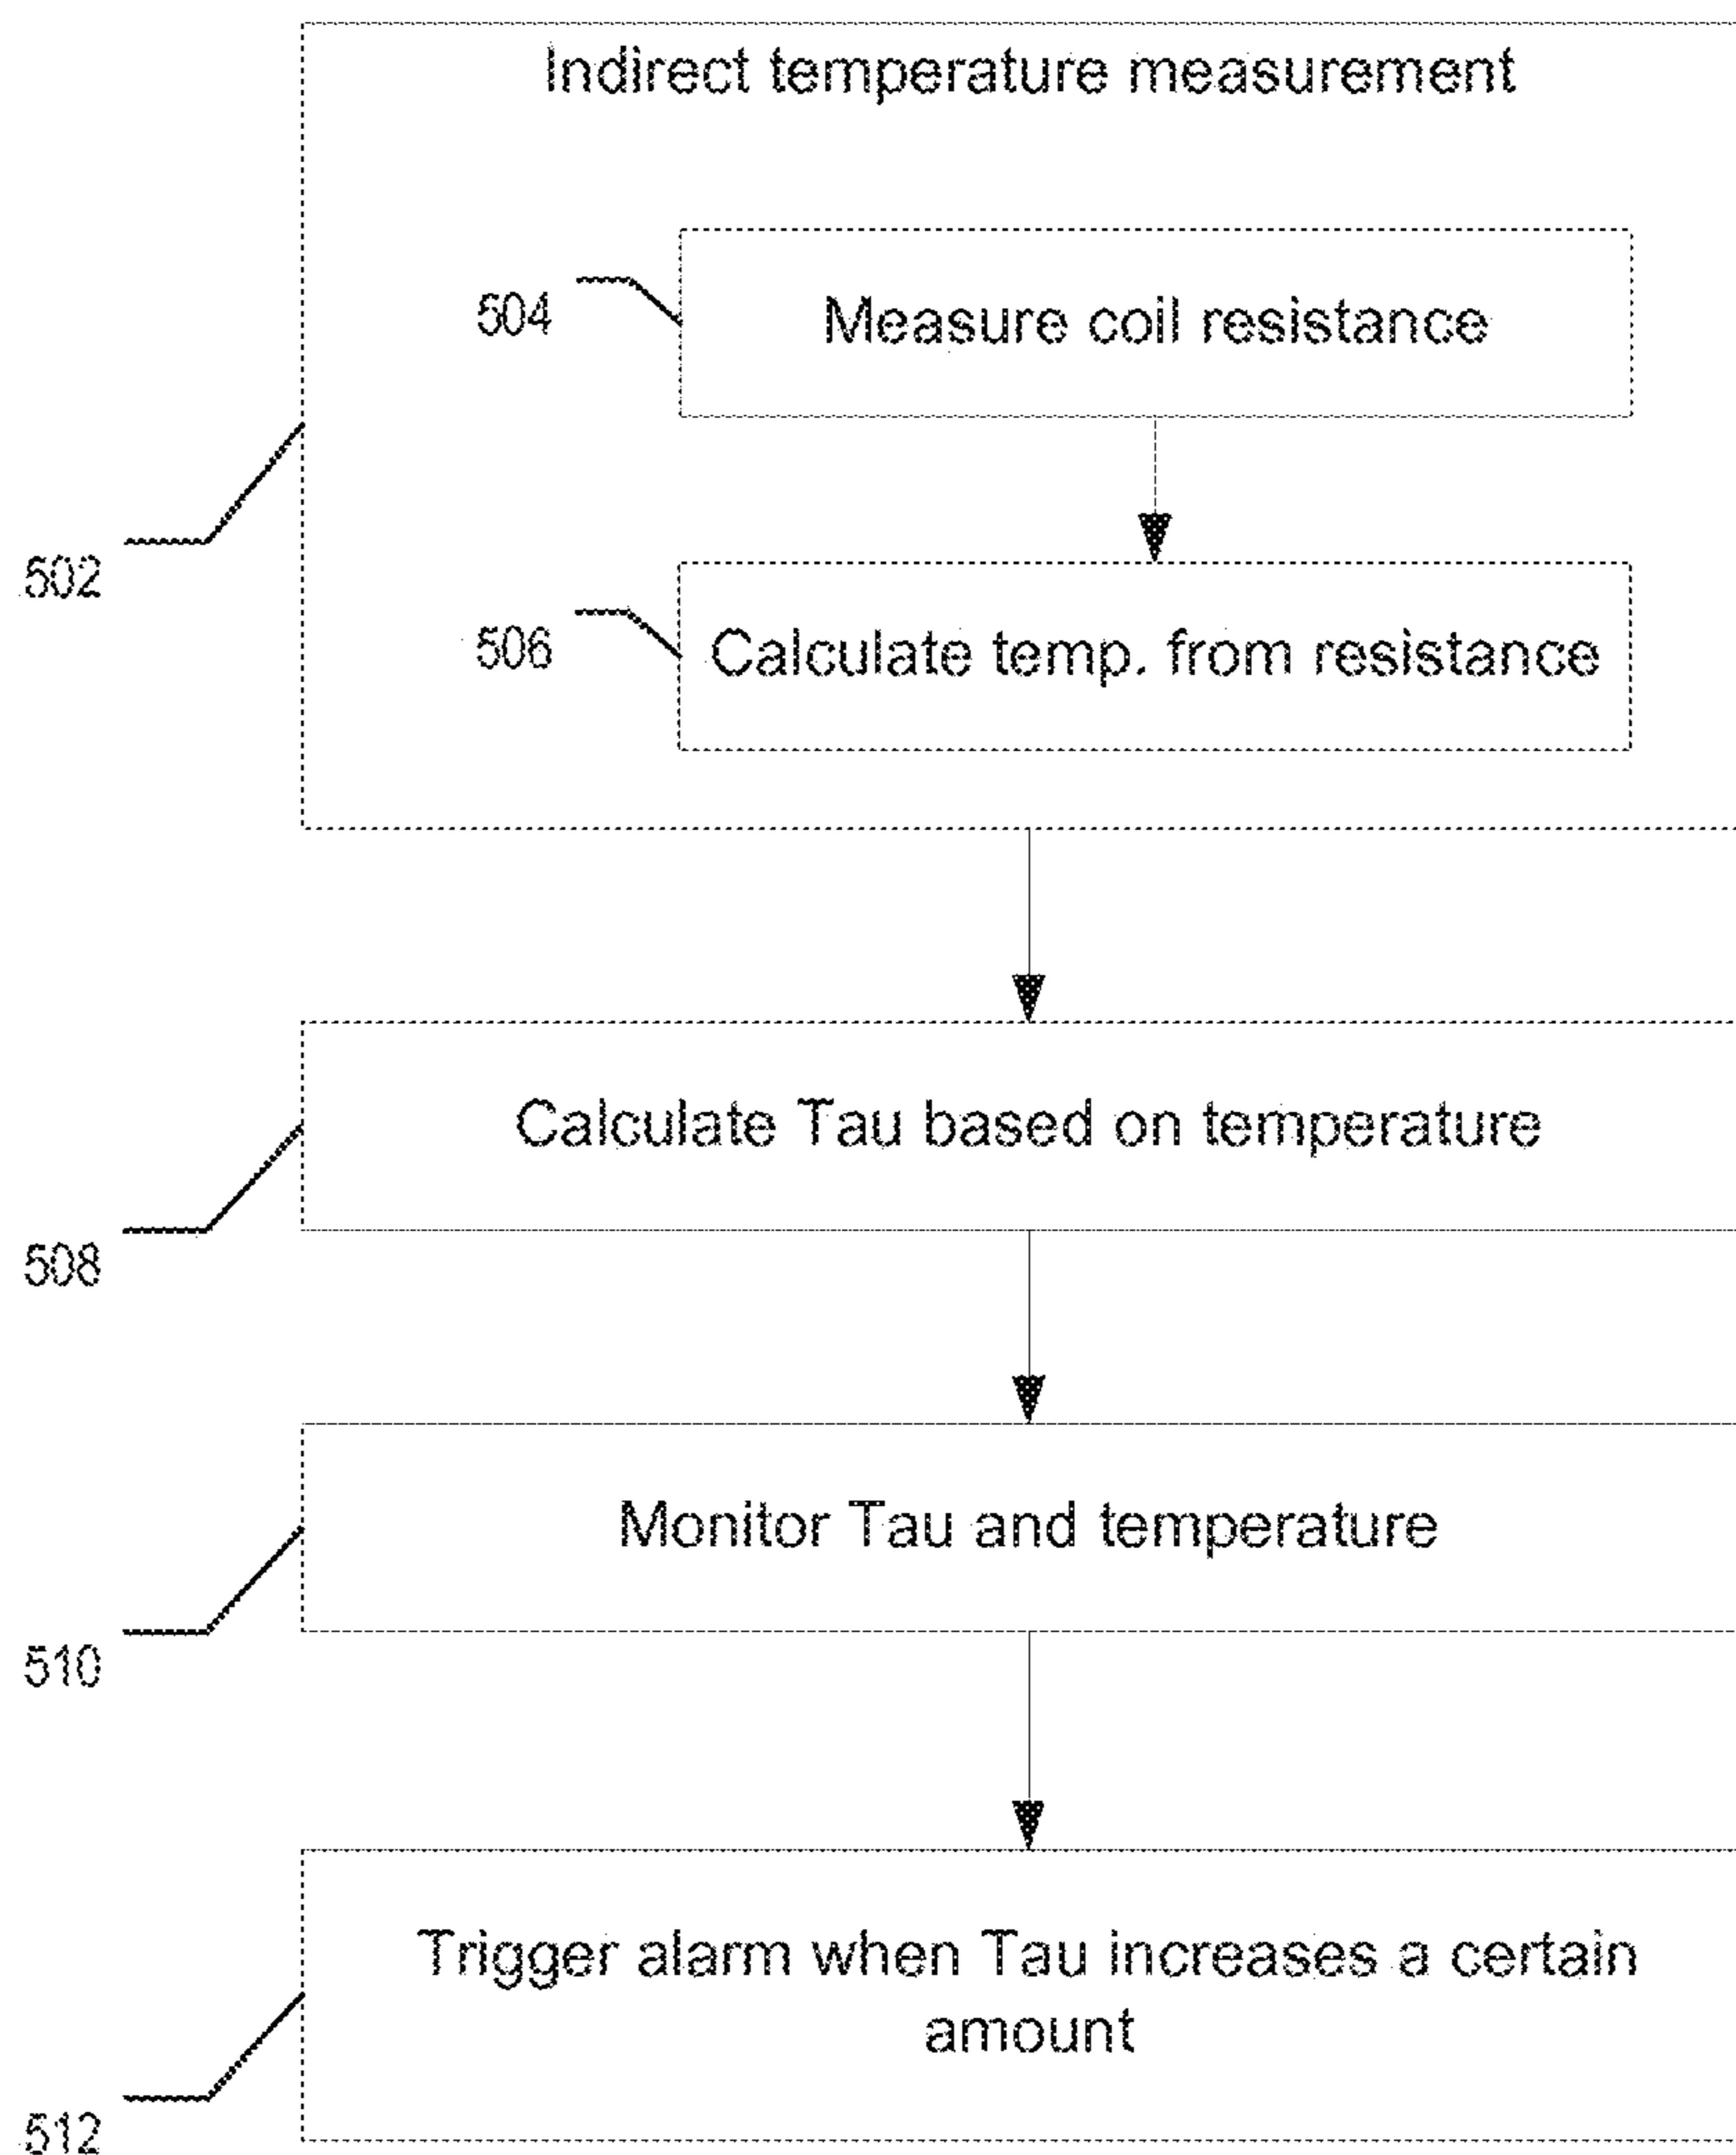 Indirect temperature measurement
504
Measure coil resistance
502
506
Calculate temp. from resistance
Calculate Tau based on temperature
508
Monitor Tau and temperature
510
Trigger alarm when Tau increases a certain
amount
512